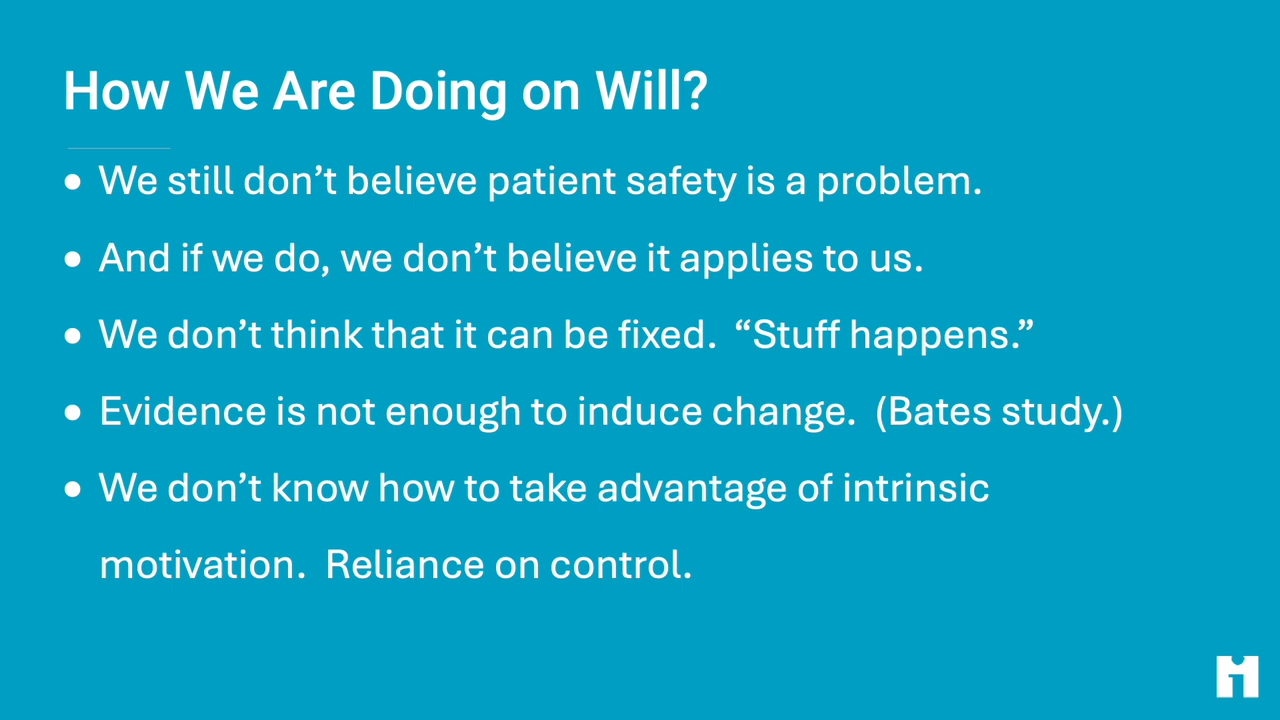 How We Are Doing on Will?
● We still don’t believe patient safety is a problem.
● And if we do, we don’t believe it applies to us.
● We don’t think that it can be fixed.  “Stuff happens.”
● Evidence is not enough to induce change.  (Bates study.)
● We don’t know how to take advantage of intrinsic
motivation.  Reliance on control.